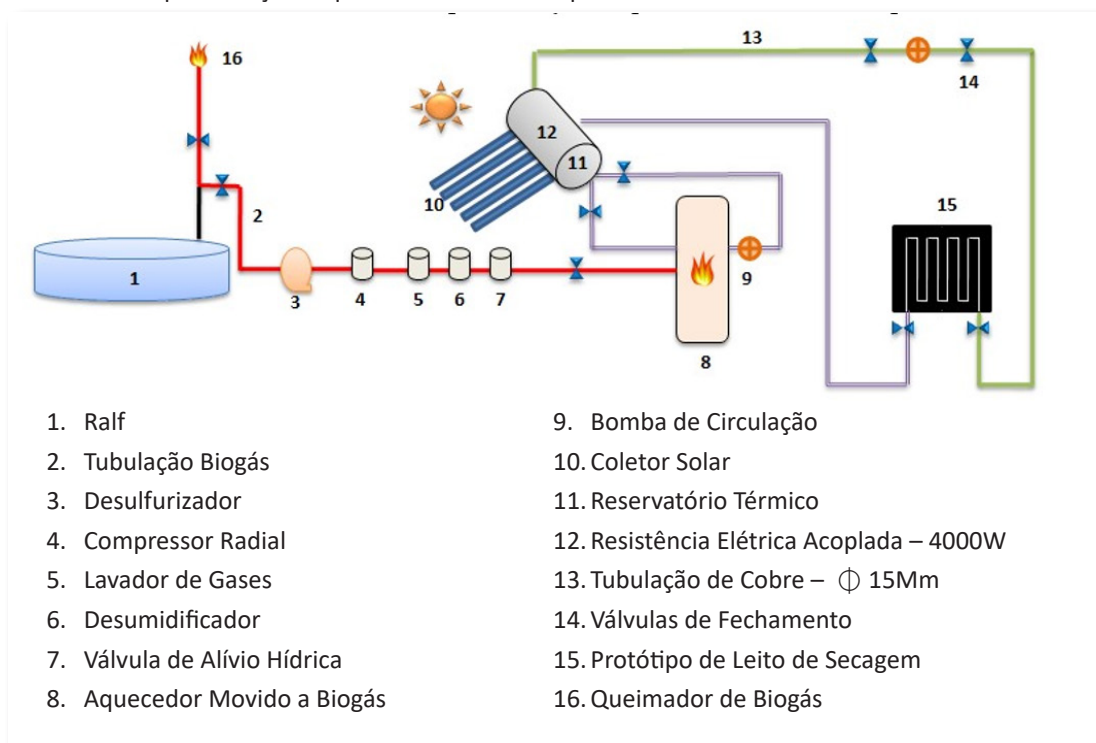 16
13
14
12
11
10
2
15
1
3
4
5
6
7
9
8
1. Ralf
2. Tubulação Biogás
3. Desulfurizador
4. Compressor Radial
5. Lavador de Gases
6. Desumidificador
7. Válvula de Alívio Hídrica
8. Aquecedor Movido a Biogás
9. Bomba de Circulação
10. Coletor Solar
11. Reservatório Térmico
12. Resistência Elétrica Acoplada – 4000W
13. Tubulação de Cobre – ⏀ 15Mm
14. Válvulas de Fechamento
15. Protótipo de Leito de Secagem
16. Queimador de Biogás